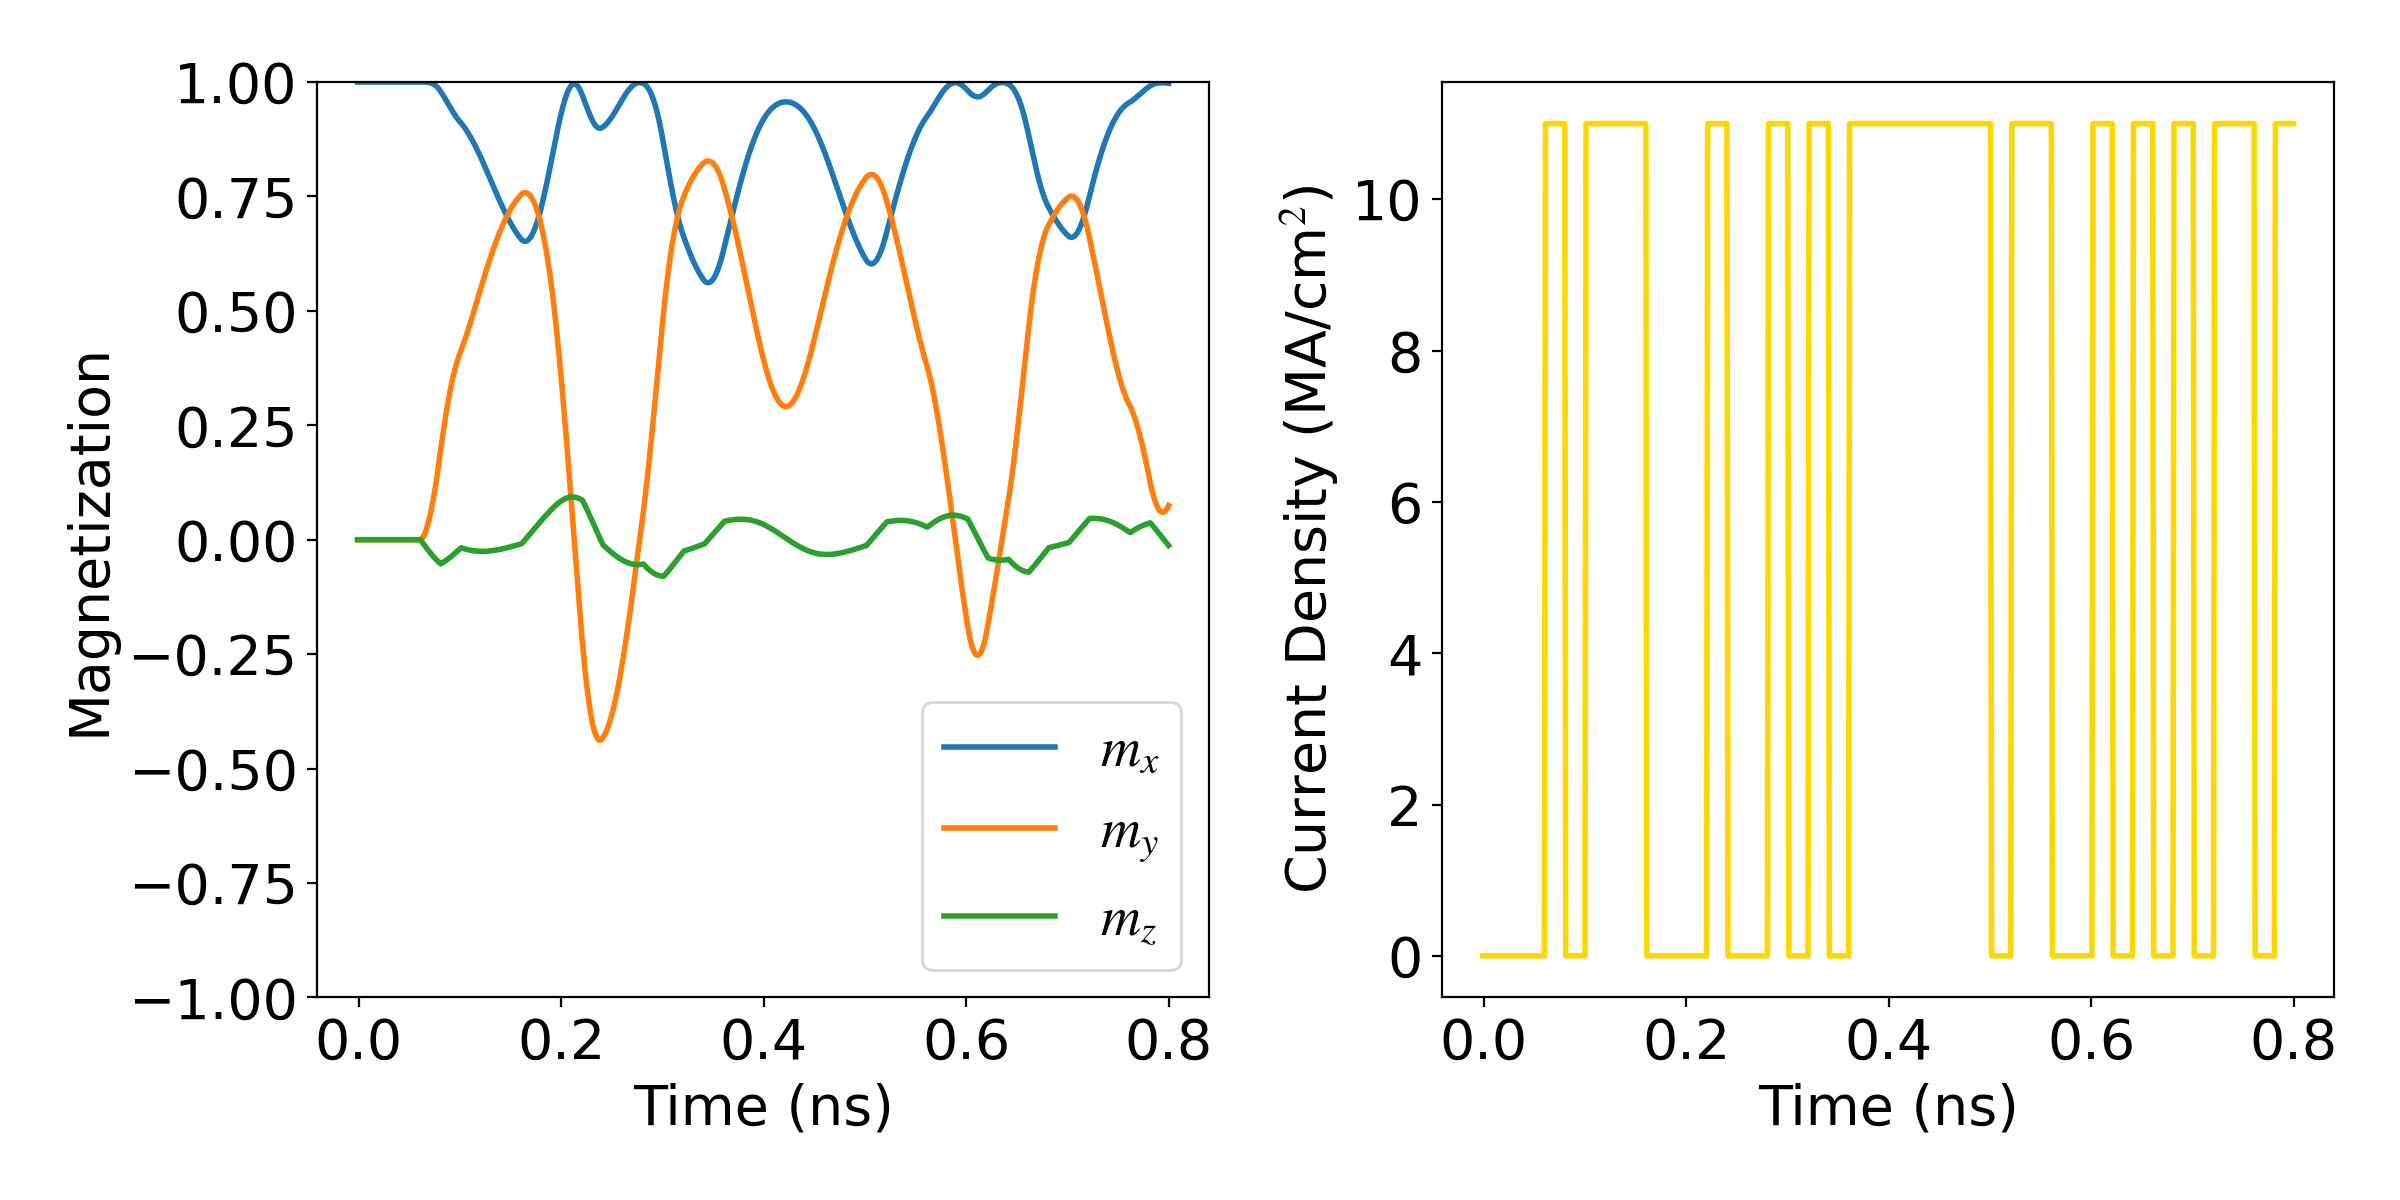 1.00
0.75
0.50
0.25
0.00
−0.25
−0.50
−0.75
−1.00
Magnetization
0.0 0.2 0.4 0.6 0.8
Time (ns)
m_x
m_y
m_z
10
8
6
4
2
0
Current Density (MA/cm²)
0.0 0.2 0.4 0.6 0.8
Time (ns)